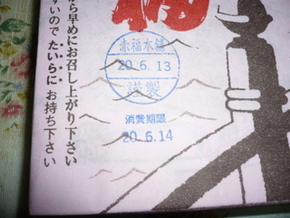 赤福本舗
20.6.13
謹製
消費期限
20.6.14
ら早めにお召し上がり下さい
いので たいらに お持ち下さい